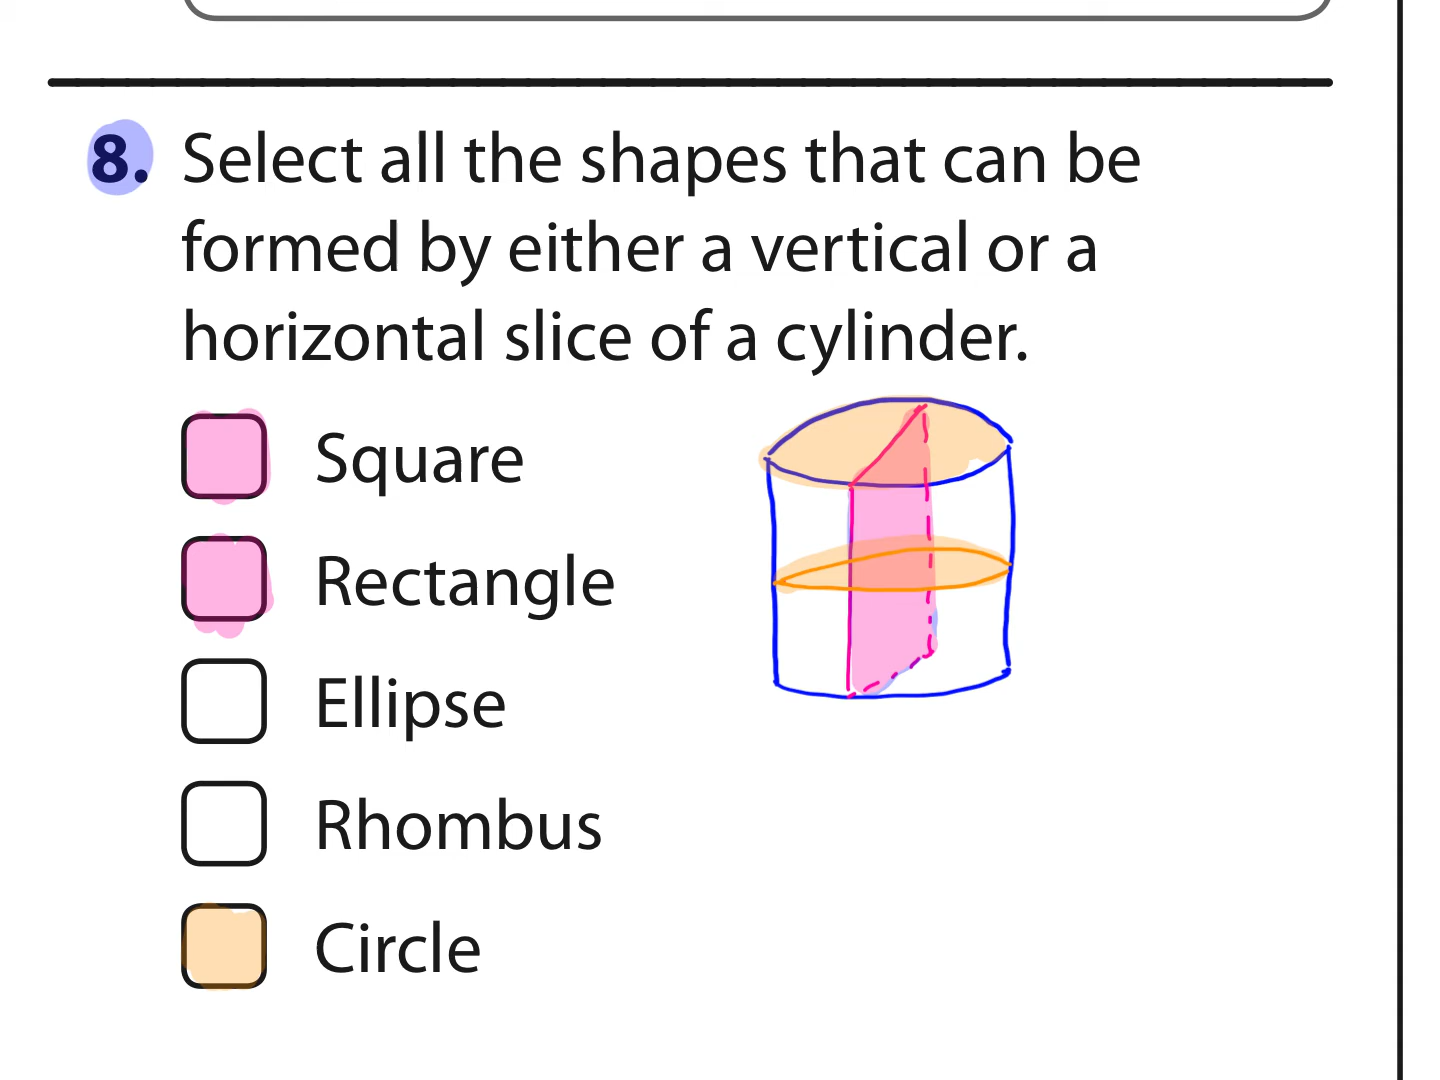 8. Select all the shapes that can be
formed by either a vertical or a
horizontal slice of a cylinder.
Square
Rectangle
Ellipse
Rhombus
Circle